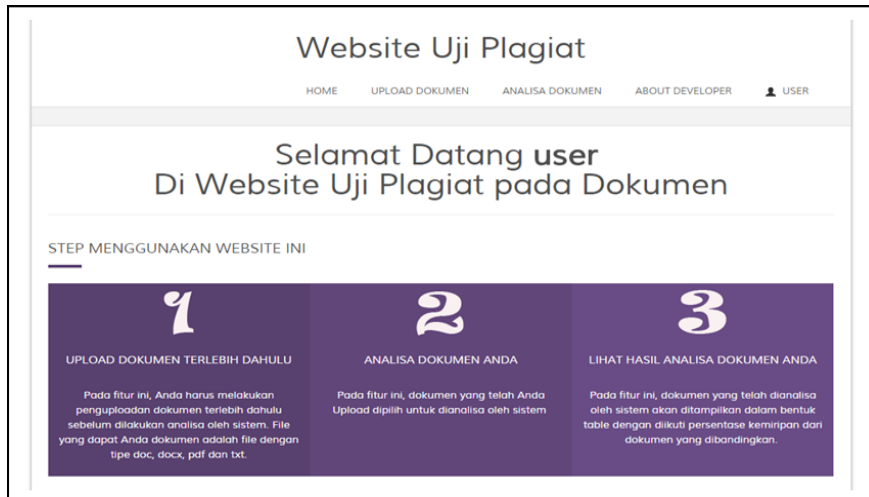 Website Uji Plagiat
HOME UPLOAD DOKUMEN ANALISA DOKUMEN ABOUT DEVELOPER USER
Selamat Datang user
Di Website Uji Plagiat pada Dokumen
STEP MENGGUNAKAN WEBSITE INI
1
UPLOAD DOKUMEN TERLEBIH DAHULU
Pada fitur ini, Anda harus melakukan
penguploadan dokumen terlebih dahulu
sebelum dilakukan analisa oleh sistem. File
yang dapat Anda dokumen adalah file dengan
tipe doc, docx, pdf dan txt.
2
ANALISA DOKUMEN ANDA
Pada fitur ini, dokumen yang telah Anda
Upload dipilih untuk dianalisa oleh sistem
3
LIHAT HASIL ANALISA DOKUMEN ANDA
Pada fitur ini, dokumen yang telah dianalisa
oleh sistem akan ditampilkan dalam bentuk
table dengan diikuti persentase kemiripan dari
dokumen yang dibandingkan.